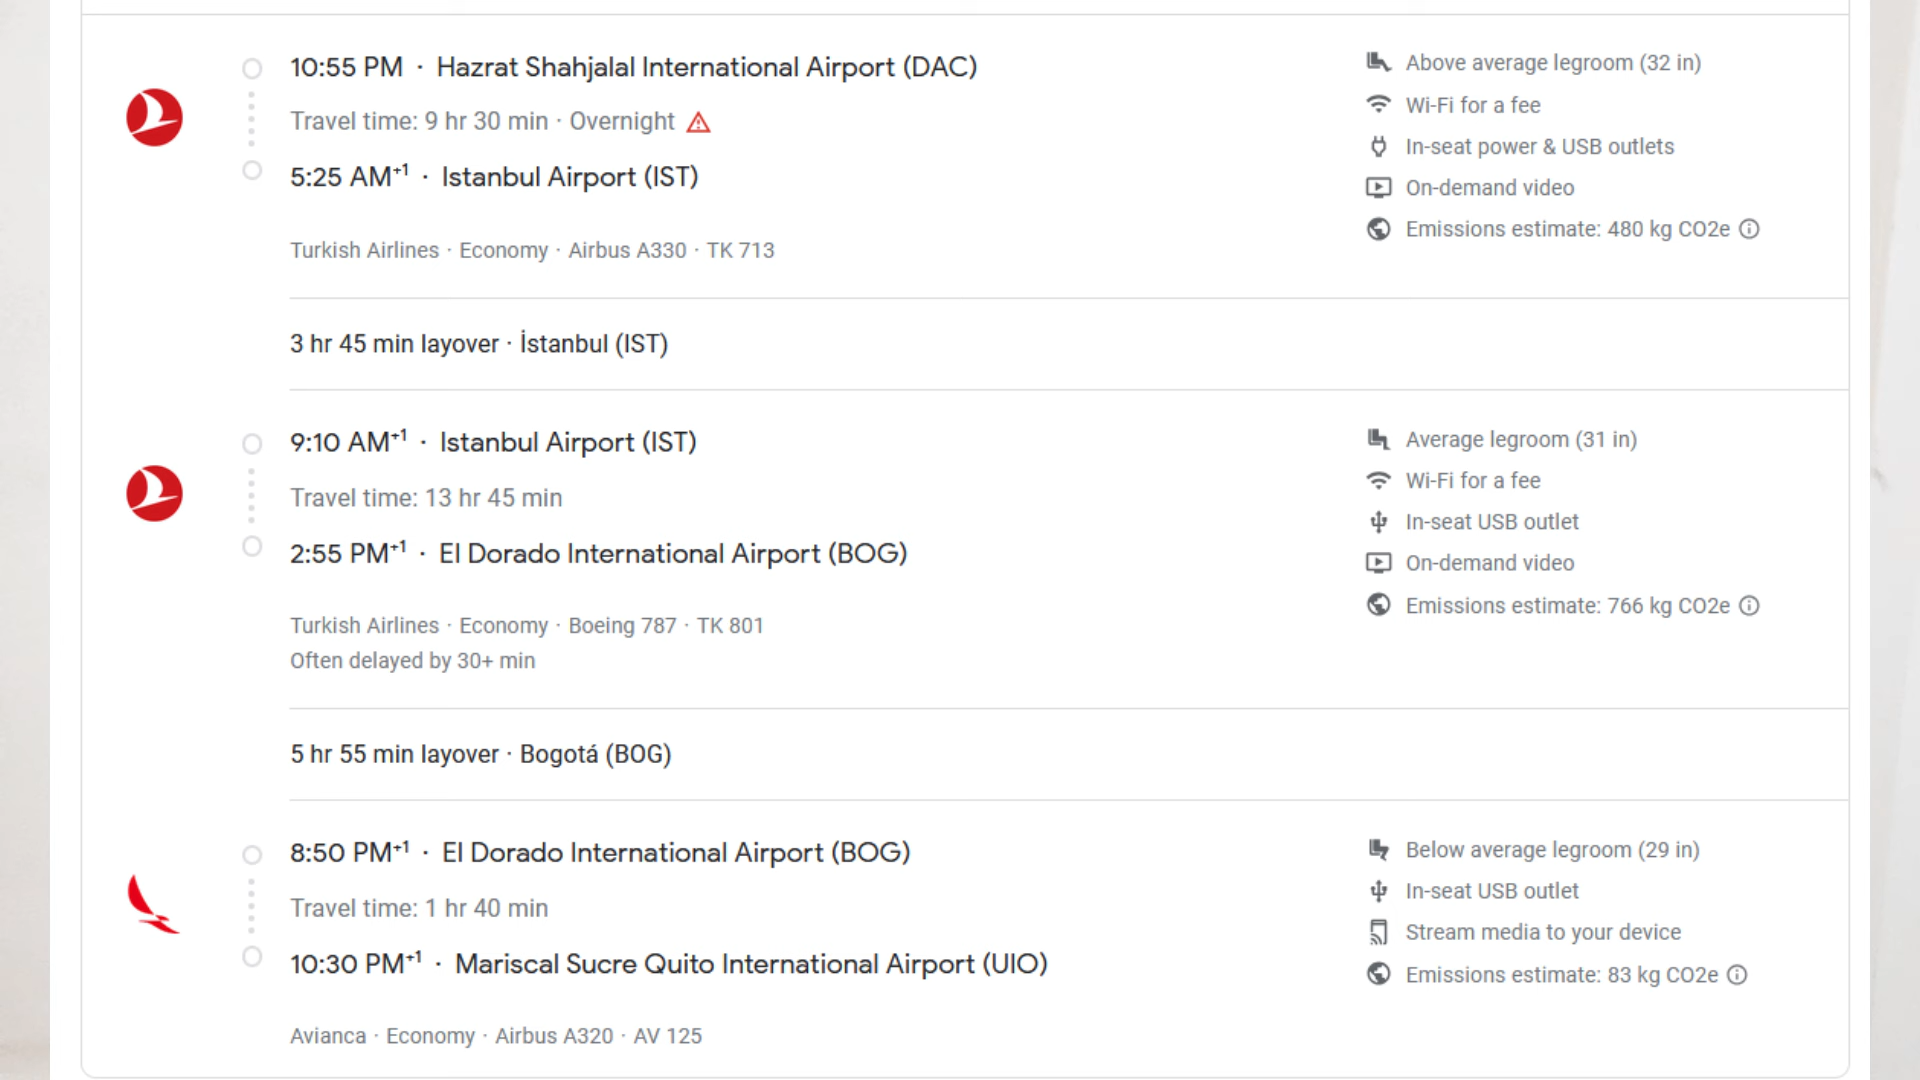 10:55 PM · Hazrat Shahjalal International Airport (DAC)
Travel time: 9 hr 30 min · Overnight
5:25 AM+1 · Istanbul Airport (IST)
Turkish Airlines · Economy · Airbus A330 · TK 713
Above average legroom (32 in)
Wi-Fi for a fee
In-seat power & USB outlets
On-demand video
Emissions estimate: 480 kg CO2e
3 hr 45 min layover · İstanbul (IST)
9:10 AM+1 · Istanbul Airport (IST)
Travel time: 13 hr 45 min
2:55 PM+1 · El Dorado International Airport (BOG)
Turkish Airlines · Economy · Boeing 787 · TK 801
Often delayed by 30+ min
Average legroom (31 in)
Wi-Fi for a fee
In-seat USB outlet
On-demand video
Emissions estimate: 766 kg CO2e
5 hr 55 min layover · Bogotá (BOG)
8:50 PM+1 · El Dorado International Airport (BOG)
Travel time: 1 hr 40 min
10:30 PM+1 · Mariscal Sucre Quito International Airport (UIO)
Avianca · Economy · Airbus A320 · AV 125
Below average legroom (29 in)
In-seat USB outlet
Stream media to your device
Emissions estimate: 83 kg CO2e